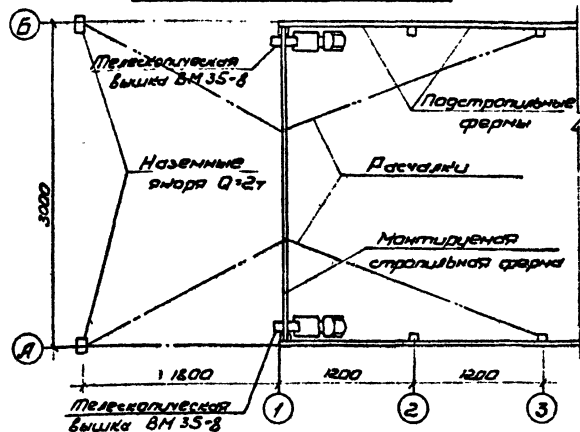 Б
Телескопическая
вышка ВМ 35-8
Подстропильные
фермы
Наземные
якоря Q=2т
Расчалки
3000
Монтируемая
стропильная ферма
А
11800
1200
1200
Телескопическая
вышка ВМ 35-8
1
2
3